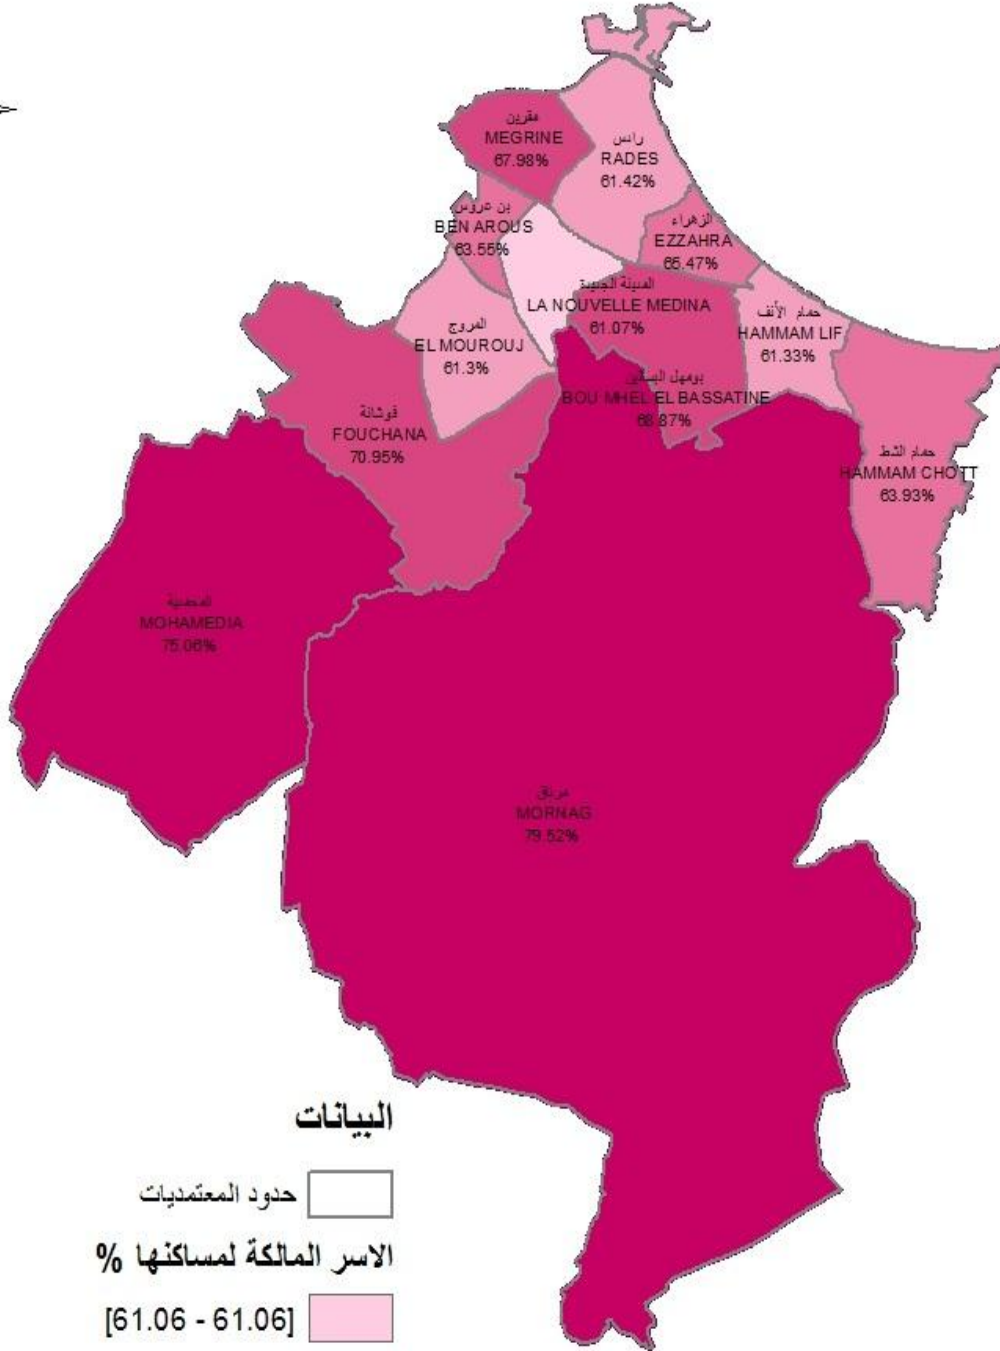 مقرين
MEGRINE
67.98%
رادس
RADES
61.42%
بن عروس
BEN AROUS
63.55%
الزهراء
EZZAHRA
65.47%
المدينة الجديدة
LA NOUVELLE MEDINA
61.07%
حمام الأنف
HAMMAM LIF
61.33%
المروج
EL MOUROUJ
61.3%
بومهل البساتين
BOU MHEL EL BASSATINE
68.87%
فوشانة
FOUCHANA
70.95%
حمام الشط
HAMMAM CHOTT
63.93%
المحمدية
MOHAMEDIA
75.06%
مرناق
MORNAG
79.52%
البيانات
حدود المعتمديات
الاسر المالكة لمساكنها %
[61.06 - 61.06]